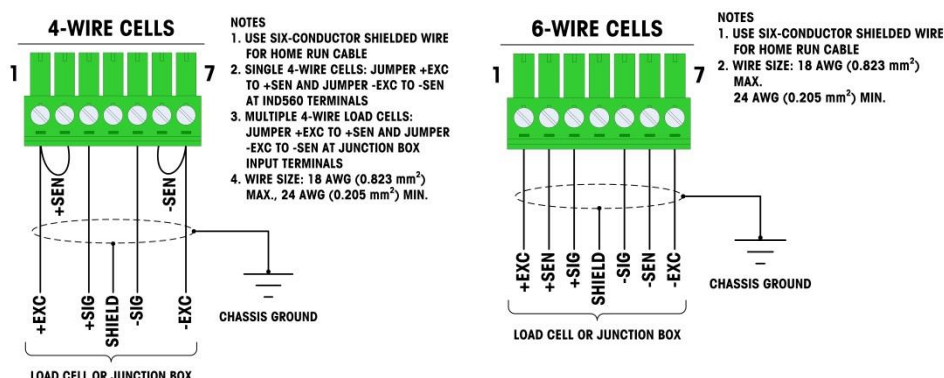 4-WIRE CELLS
1
7
+SEN
-SEN
+EXC
+SIG
SHIELD
-SIG
-EXC
CHASSIS GROUND
LOAD CELL OR JUNCTION BOX
NOTES
1. USE SIX-CONDUCTOR SHIELDED WIRE
FOR HOME RUN CABLE
2. SINGLE 4-WIRE CELLS: JUMPER +EXC
TO +SEN AND JUMPER -EXC TO -SEN
AT IND560 TERMINALS
3. MULTIPLE 4-WIRE LOAD CELLS:
JUMPER +EXC TO +SEN AND JUMPER
-EXC TO -SEN AT JUNCTION BOX
INPUT TERMINALS
4. WIRE SIZE: 18 AWG (0.823 mm²)
MAX., 24 AWG (0.205 mm²) MIN.
6-WIRE CELLS
1
7
+EXC
+SEN
+SIG
SHIELD
-SIG
-SEN
-EXC
CHASSIS GROUND
LOAD CELL OR JUNCTION BOX
NOTES
1. USE SIX-CONDUCTOR SHIELDED WIRE
FOR HOME RUN CABLE
2. WIRE SIZE: 18 AWG (0.823 mm²)
MAX.
24 AWG (0.205 mm²) MIN.